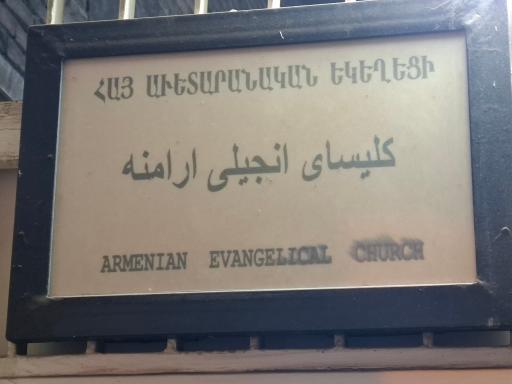 ՀԱՅ ԱՒԵՏԱՐԱՆԱԿԱՆ ԵԿԵՂԵՑԻ
کلیسای انجیلی ارامنه
ARMENIAN EVANGELICAL CHURCH